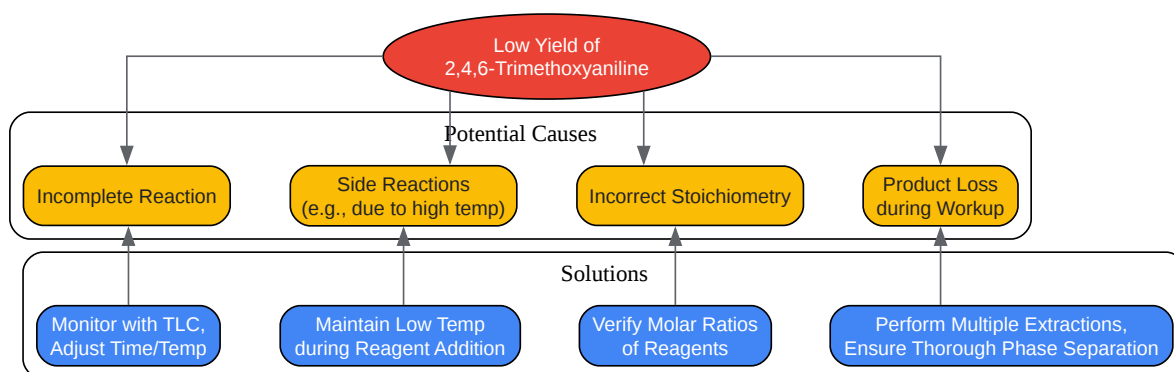 Low Yield of
2,4,6-Trimethoxyaniline
Potential Causes
Incomplete Reaction
Side Reactions
(e.g., due to high temp)
Incorrect Stoichiometry
Product Loss
during Workup
Solutions
Monitor with TLC,
Adjust Time/Temp
Maintain Low Temp
during Reagent Addition
Verify Molar Ratios
of Reagents
Perform Multiple Extractions,
Ensure Thorough Phase Separation